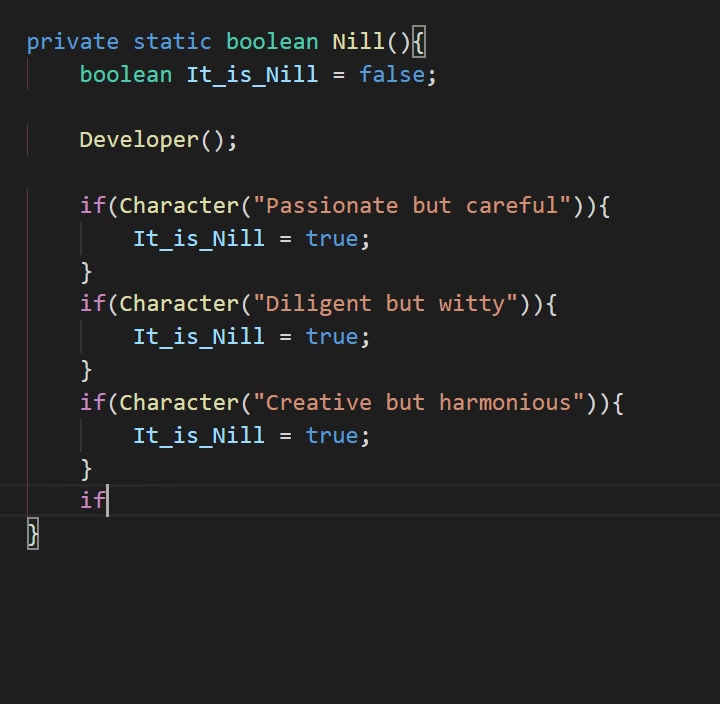 private static boolean Nill(){
    boolean It_is_Nill = false;

    Developer();

    if(Character("Passionate but careful")){
        It_is_Nill = true;
    }
    if(Character("Diligent but witty")){
        It_is_Nill = true;
    }
    if(Character("Creative but harmonious")){
        It_is_Nill = true;
    }
    if
}